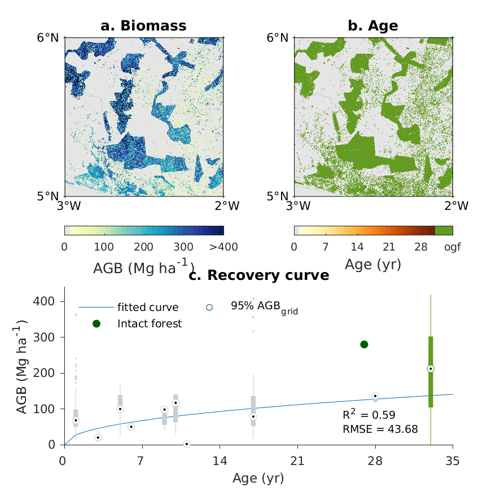 a. Biomass
b. Age
6°N
5°N
3°W
2°W
6°N
5°N
3°W
2°W
0 100 200 300 >400
AGB (Mg ha-1)
0 7 14 21 28 ogf
Age (yr)
c. Recovery curve
AGB (Mg ha-1)
400
300
200
100
0
fitted curve
Intact forest
95% AGBgrid
R2 = 0.59
RMSE = 43.68
0 7 14 21 28 35
Age (yr)